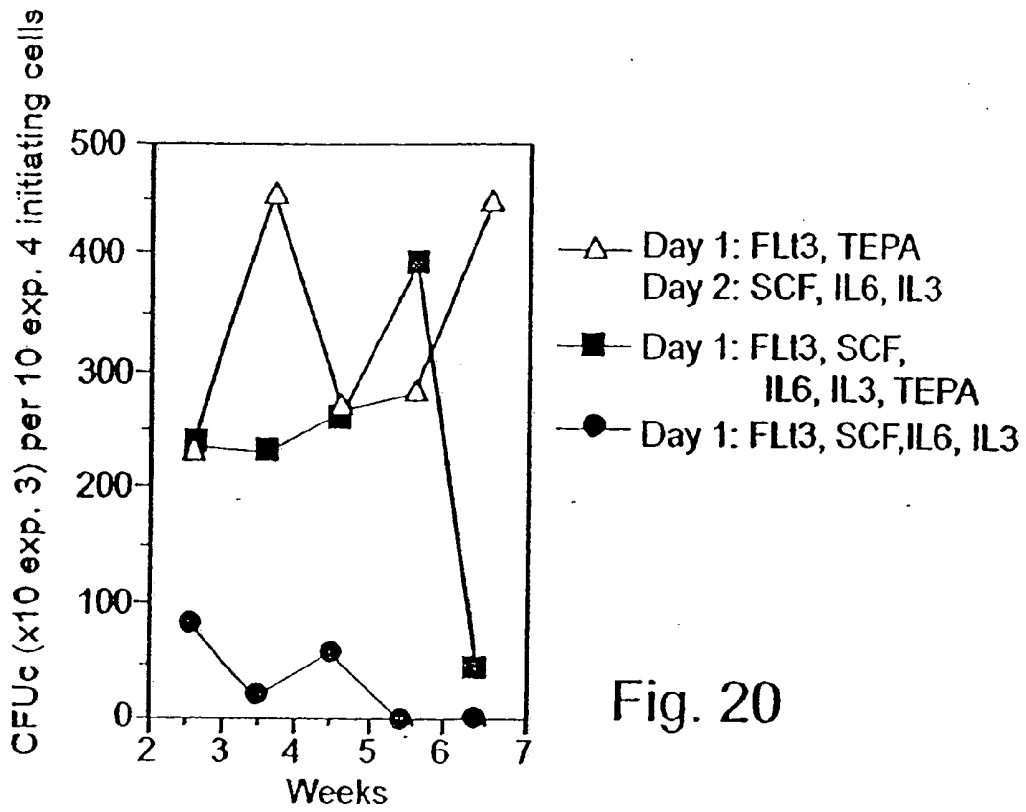 CFUc (x10 exp. 3) per 10 exp. 4 initiating cells
500
400
300
200
100
0
2 3 4 5 6 7
Weeks
Day 1: FLt3, TEPA
Day 2: SCF, IL6, IL3
Day 1: FLt3, SCF,
IL6, IL3, TEPA
Day 1: FLt3, SCF,IL6, IL3
Fig. 20